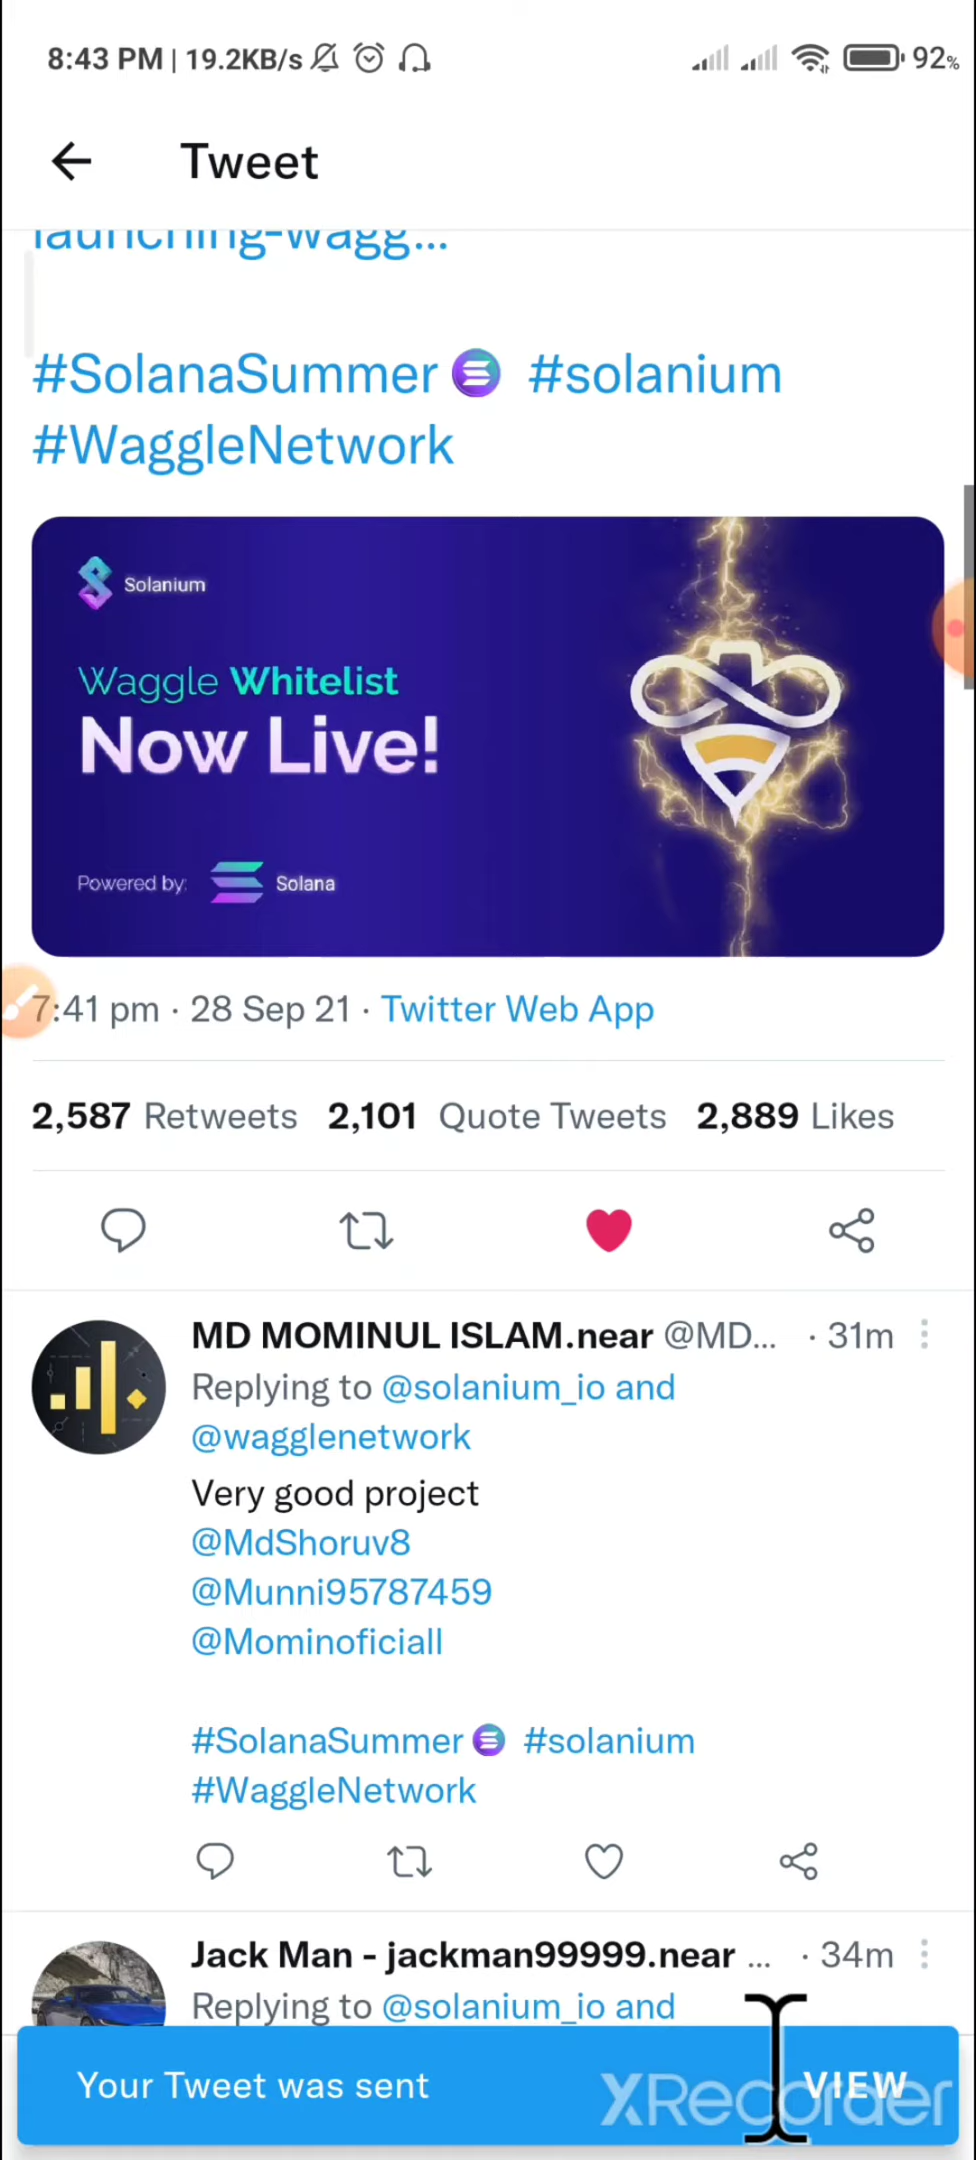 8:43 PM | 19.2KB/s 92%
Tweet
launching-wagg...
#SolanaSummer #solanium
#WaggleNetwork
Solanium
Waggle Whitelist
Now Live!
Powered by: Solana
7:41 pm · 28 Sep 21 · Twitter Web App
2,587 Retweets 2,101 Quote Tweets 2,889 Likes
MD MOMINUL ISLAM.near @MD... · 31m
Replying to @solanium_io and
@wagglenetwork
Very good project
@MdShoruv8
@Munni95787459
@Mominoficiall
#SolanaSummer #solanium
#WaggleNetwork
Jack Man - jackman99999.near ... · 34m
Replying to @solanium_io and
Your Tweet was sent VIEW
XRecorder